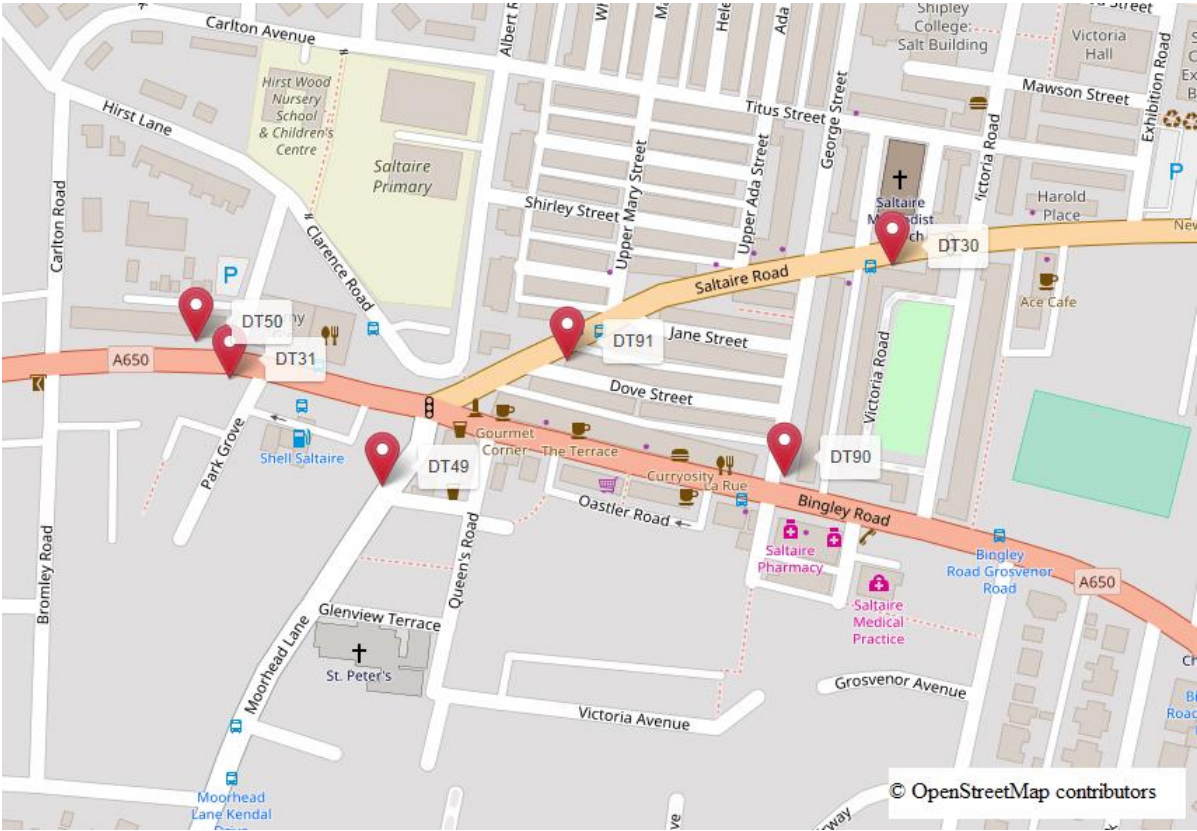 Carlton Avenue
Shipley
College:
Salt Building
Victoria
Hall
Exhibition Road
Mawson Street
Hirst Wood
Nursery
School
& Children's
Centre
Hirst Lane
Titus Street
George Street
Saltaire
Primary
P
Carlton Road
Shirley Street
Upper Mary Street
Upper Ada Street
Saltaire
Harold
Place
Clarence Road
DT30
Saltaire Road
P
Ace Cafe
DT50
DT91
Jane Street
A650
DT31
Dove Street
Victoria Road
Gourmet
Corner
The Terrace
Shell Saltaire
Park Grove
DT49
DT90
Curryosity
La Rue
Oastler Road
Bingley Road
Saltaire
Pharmacy
Bingley
Road Grosvenor
Road
A650
Bromley Road
Queen's Road
Saltaire
Medical
Practice
Glenview Terrace
Moorhead Lane
St. Peter's
Grosvenor Avenue
Victoria Avenue
Moorhead
Lane Kendal
© OpenStreetMap contributors